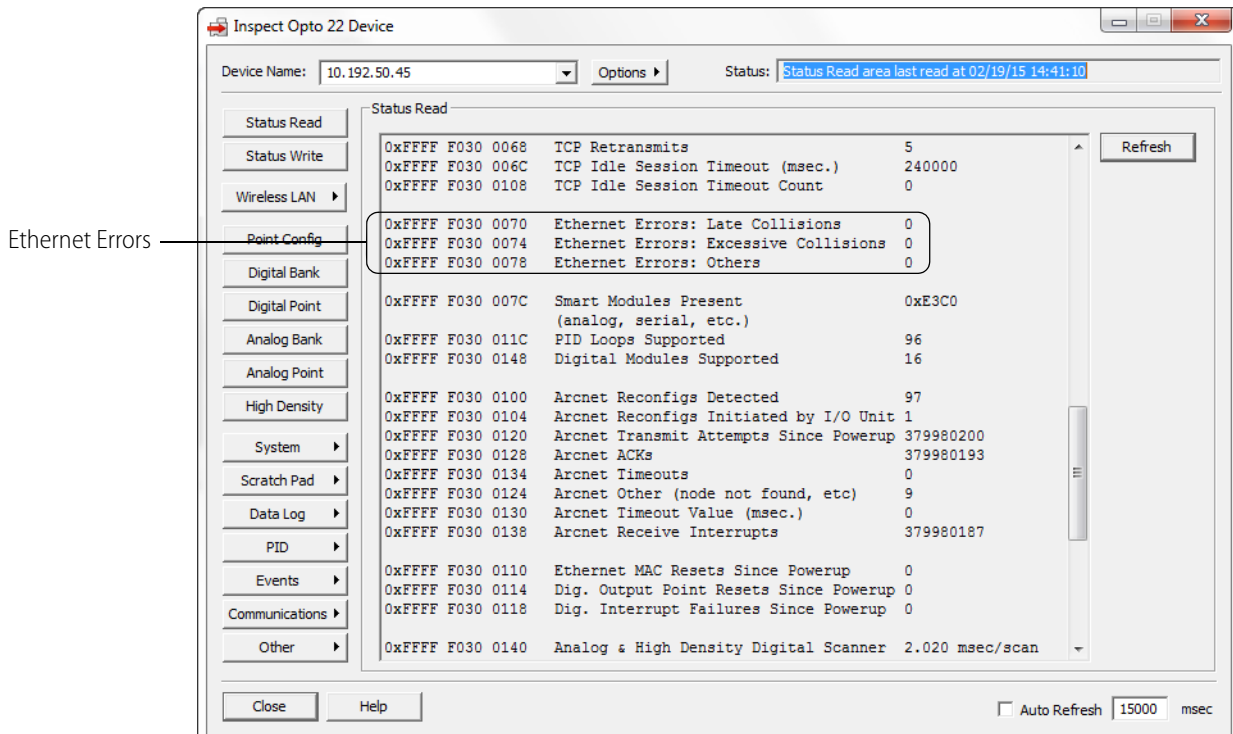 Inspect Opto 22 Device
Device Name: 10.192.50.45 Options Status: Status Read area last read at 02/19/15 14:41:10
Status Read
Status Write
Wireless LAN
Point Config
Digital Bank
Digital Point
Analog Bank
Analog Point
High Density
System
Scratch Pad
Data Log
PID
Events
Communications
Other
Ethernet Errors
Status Read
Refresh
0xFFFF F030 0068 TCP Retransmits 5
0xFFFF F030 006C TCP Idle Session Timeout (msec.) 240000
0xFFFF F030 0108 TCP Idle Session Timeout Count 0
0xFFFF F030 0070 Ethernet Errors: Late Collisions 0
0xFFFF F030 0074 Ethernet Errors: Excessive Collisions 0
0xFFFF F030 0078 Ethernet Errors: Others 0
0xFFFF F030 007C Smart Modules Present 0xE3C0
(analog, serial, etc.)
0xFFFF F030 011C PID Loops Supported 96
0xFFFF F030 0148 Digital Modules Supported 16
0xFFFF F030 0100 Arcnet Reconfigs Detected 97
0xFFFF F030 0104 Arcnet Reconfigs Initiated by I/O Unit 1
0xFFFF F030 0120 Arcnet Transmit Attempts Since Powerup 379980200
0xFFFF F030 0128 Arcnet ACKs 379980193
0xFFFF F030 0134 Arcnet Timeouts 0
0xFFFF F030 0124 Arcnet Other (node not found, etc) 9
0xFFFF F030 0130 Arcnet Timeout Value (msec.) 0
0xFFFF F030 0138 Arcnet Receive Interrupts 379980187
0xFFFF F030 0110 Ethernet MAC Resets Since Powerup 0
0xFFFF F030 0114 Dig. Output Point Resets Since Powerup 0
0xFFFF F030 0118 Dig. Interrupt Failures Since Powerup 0
0xFFFF F030 0140 Analog & High Density Digital Scanner 2.020 msec/scan
Close Help Auto Refresh 15000 msec